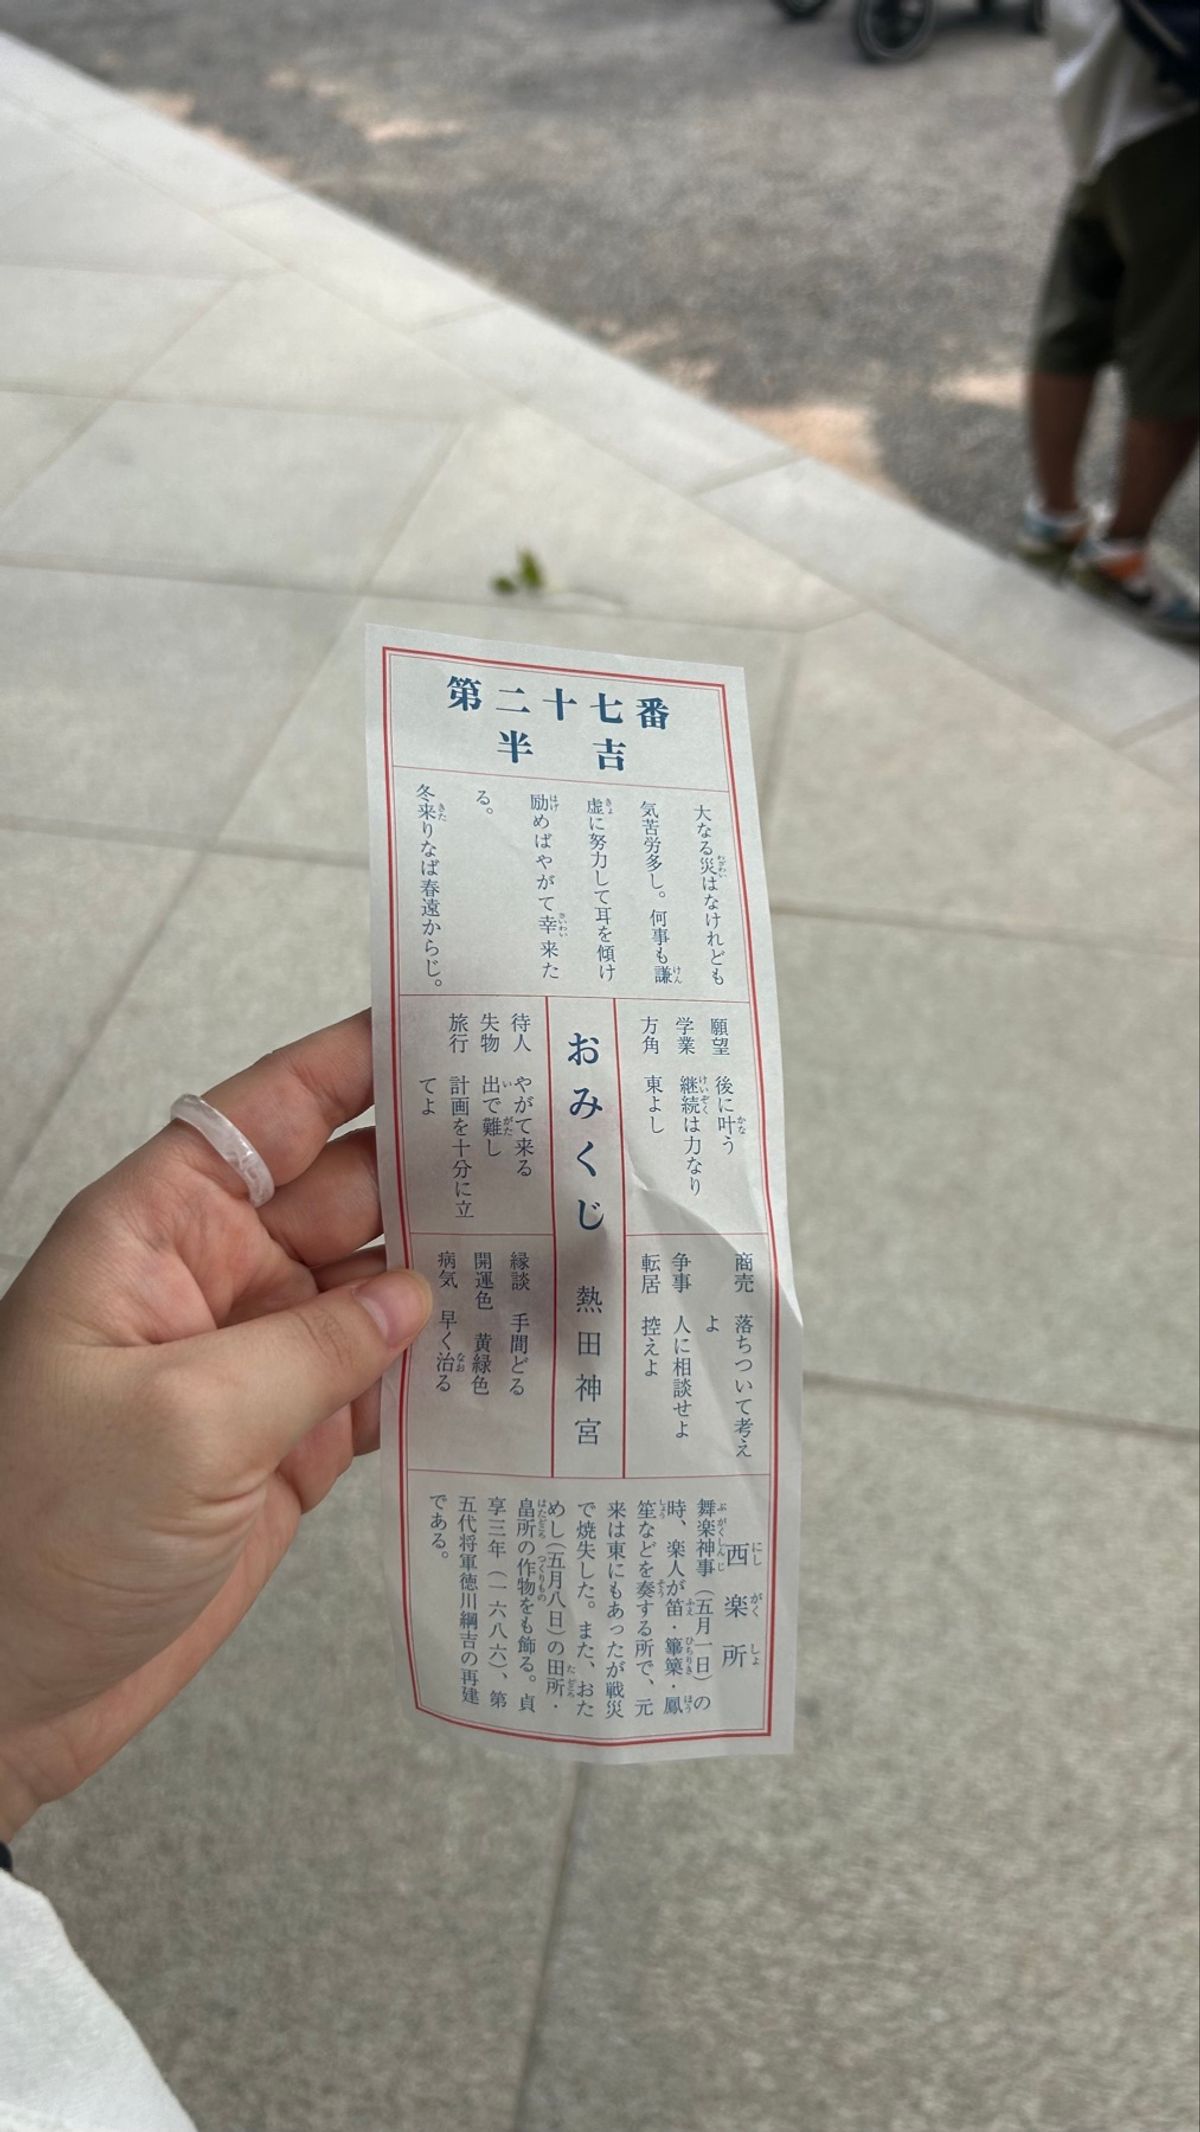 第二十七番
半吉
大なる災はなけれども
気苦労多し。何事も謙
虚に努力して耳を傾け
励めばやがて幸来た
る。
冬来りなば春遠からじ。
願望 後に叶う
学業 継続は力なり
方角 東よし
おみくじ 熱田神宮
待人 やがて来る
失物 出で難し
旅行 計画を十分に立
てよ
商売 落ちついて考え
よ
争事 人に相談せよ
転居 控えよ
縁談 手間どる
開運色 黄緑色
病気 早く治る
西楽所
舞楽神事（五月一日）の
時、楽人が笛・篳篥・鳳
笙などを奏する所で、元
来は東にもあったが戦災
で焼失した。また、おた
めし（五月八日）の田所・
畠所の作物をも飾る。貞
享三年（一六八六）、第
五代将軍徳川綱吉の再建
である。